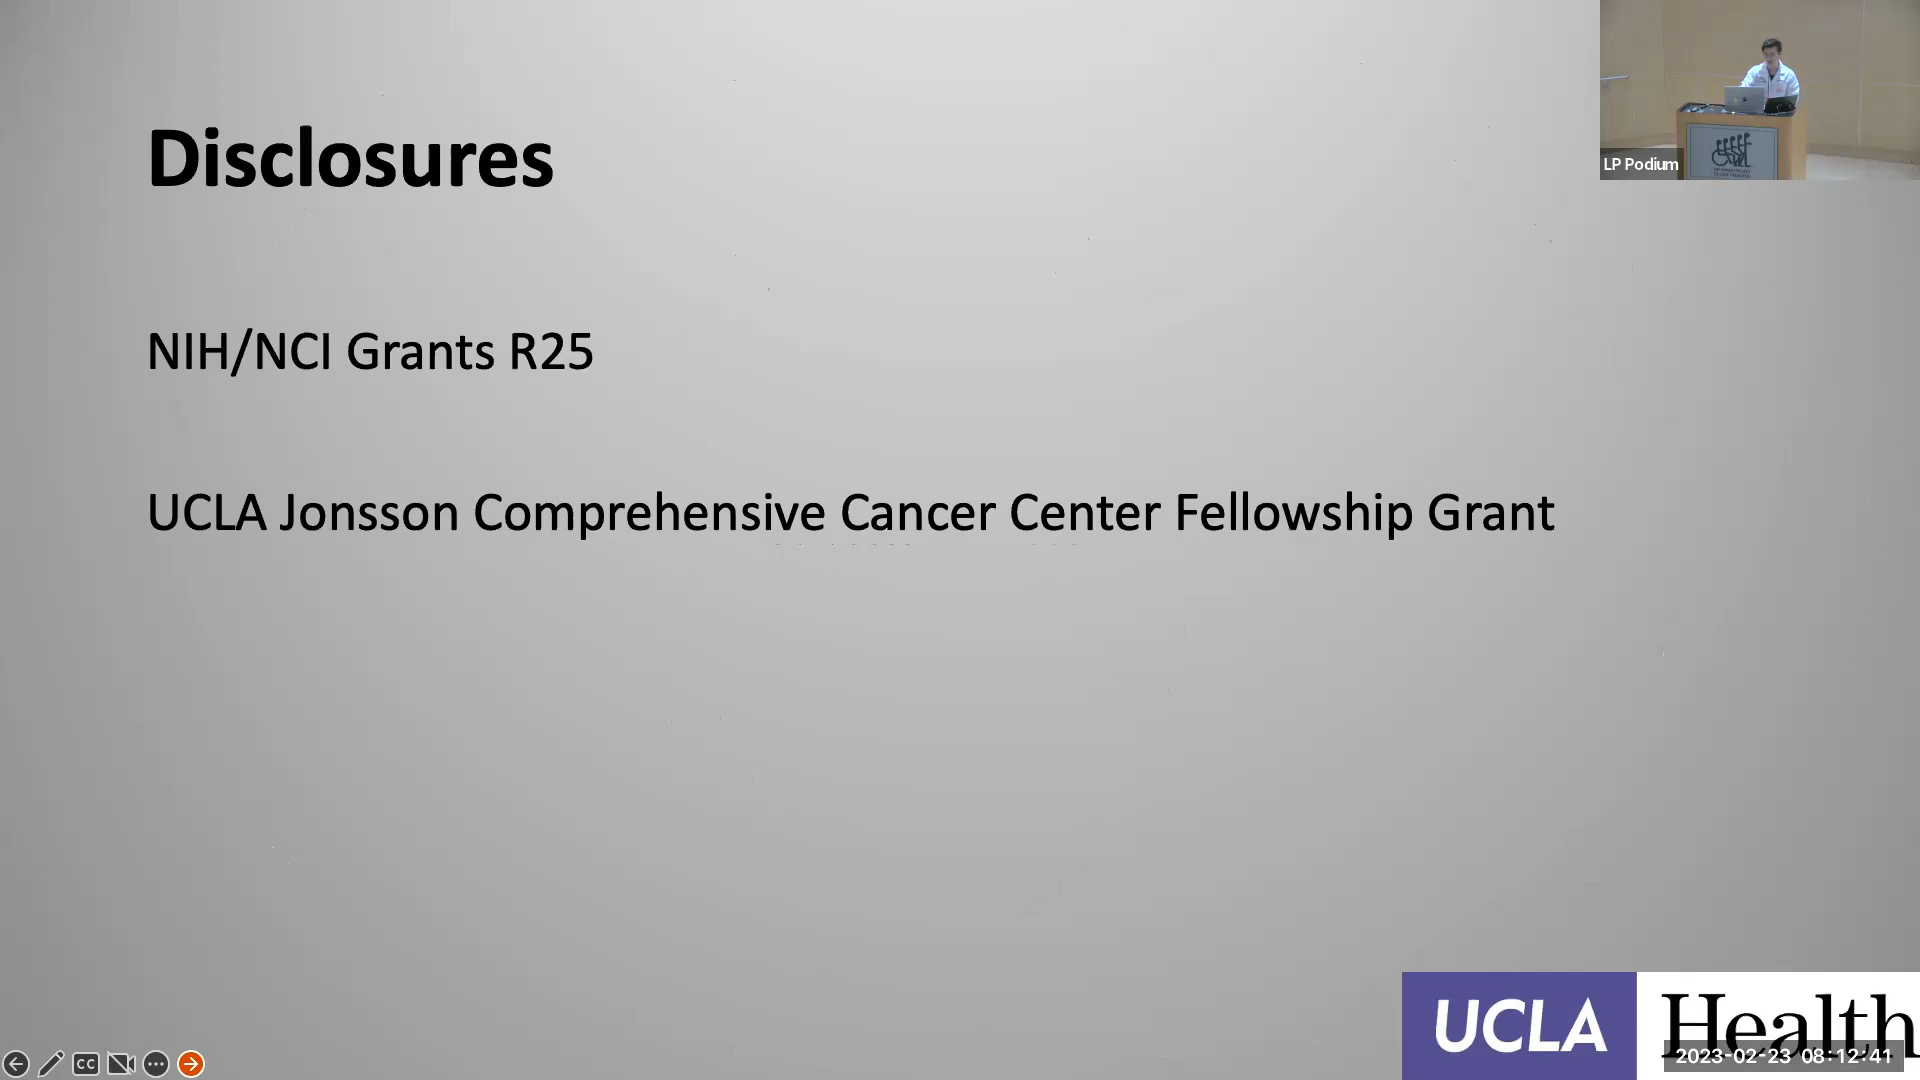 Disclosures
NIH/NCI Grants R25
UCLA Jonsson Comprehensive Cancer Center Fellowship Grant
LP Podium
CC
UCLA Health
2023-02-23 08:12:41